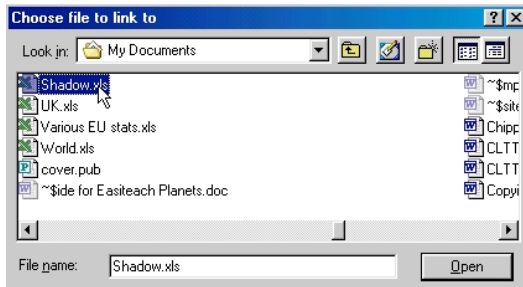 Choose file to link to
Look in: My Documents
Shadow.xls
UK.xls
Various EU stats.xls
World.xls
cover.pub
~$ide for Easiteach Planets.doc
~$mp
~$site
Chipp
CLTT
CLTT
Copyi
File name: Shadow.xls
Open